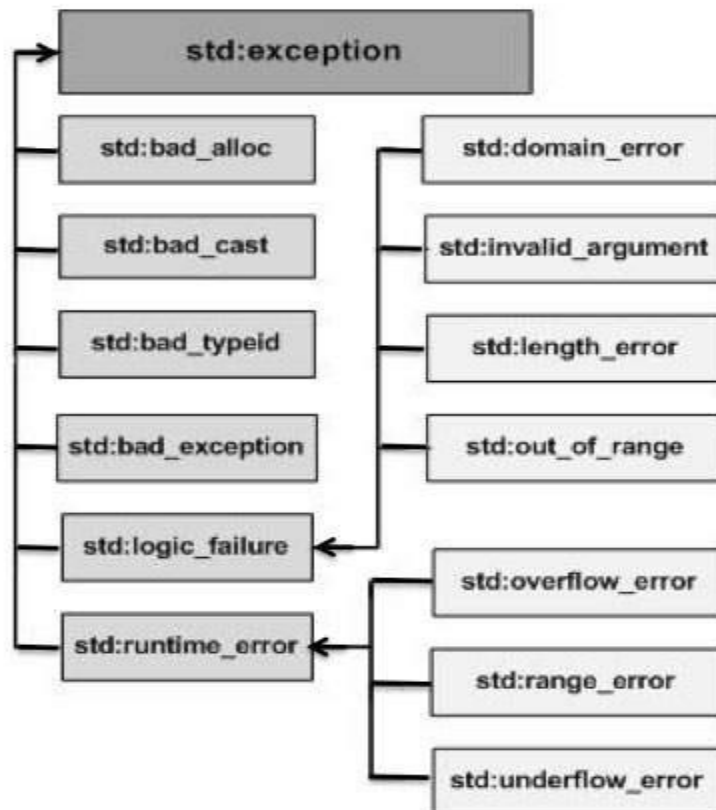 std:exception
std:bad_alloc
std:bad_cast
std:bad_typeid
std:bad_exception
std:logic_failure
std:runtime_error
std:domain_error
std:invalid_argument
std:length_error
std:out_of_range
std:overflow_error
std:range_error
std:underflow_error